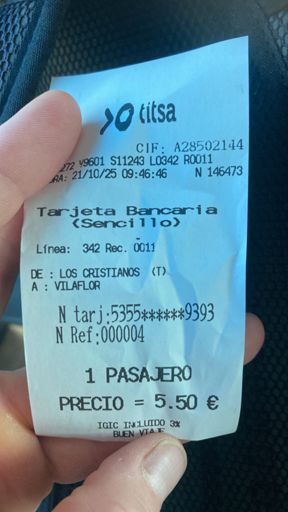 titsa
CIF: A28502144
V9601 S11243 L0342 R0011
21/10/25 09:46:46 N 146473
Tarjeta Bancaria
(Sencillo)
Línea: 342 Rec. 0011
DE : LOS CRISTIANOS (T)
A : VILAFLOR
N tarj:5355******9393
N Ref:000004
1 PASAJERO
PRECIO = 5.50 €
IGIC INCLUIDO 3%
BUEN VIAJE